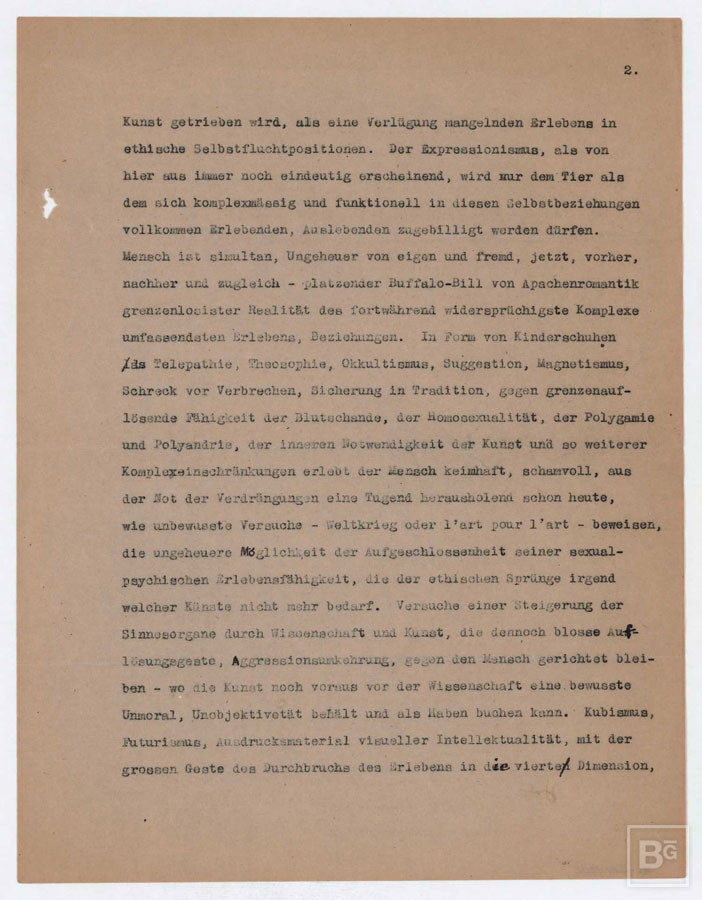 2.
Kunst getrieben wird, als eine Verlügung mangelnden Erlebens in
ethische Selbstfluchtpositionen. Der Expressionismus, als von
hier aus immer noch eindeutig erscheinend, wird nur dem Tier als
dem sich komplexmässig und funktionell in diesen Selbstbeziehungen
vollkommen Erlebenden, Auslebenden zugebilligt werden dürfen.
Mensch ist simultan, Ungeheuer von eigen und fremd, jetzt, vorher,
nachher und zugleich - platzender Buffalo-Bill von Apachenromantik
grenzenlosister Realität des fortwährend widersprüchigste Komplexe
umfassendsten Erlebens, Beziehungen. In Form von Kinderschuhen
Telepathie, Theosophie, Okkultismus, Suggestion, Magnetismus,
Schreck vor Verbrechen, Sicherung in Tradition, gegen grenzenauf-
lösende Fähigkeit der Blutschande, der Homosexualität, der Polygamie
und Polyandrie, der inneren Notwendigkeit der Kunst und so weiterer
Komplexeinschränkungen erlebt der Mensch keimhaft, schamvoll, aus
der Not der Verdrängungen eine Tugend herausholend schon heute,
wie unbewusste Versuche - Weltkrieg oder l'art pour l'art - beweisen,
die ungeheuere Möglichkeit der Aufgeschlossenheit seiner sexual-
psychischen Erlebensfähigkeit, die der ethischen Sprünge irgend
welcher Künste nicht mehr bedarf. Versuche einer Steigerung der
Sinnesorgane durch Wissenschaft und Kunst, die dennoch blosse Auf-
lösungsgeste, Aggressionsumkehrung, gegen den Mensch gerichtet blei-
ben - wo die Kunst noch voraus vor der Wissenschaft eine bewusste
Unmoral, Unobjektivetät behält und als Haben buchen kann. Kubismus,
Futurismus, Ausdrucksmaterial visueller Intellektualität, mit der
grossen Geste des Durchbruchs des Erlebens in die vierte Dimension,
BG